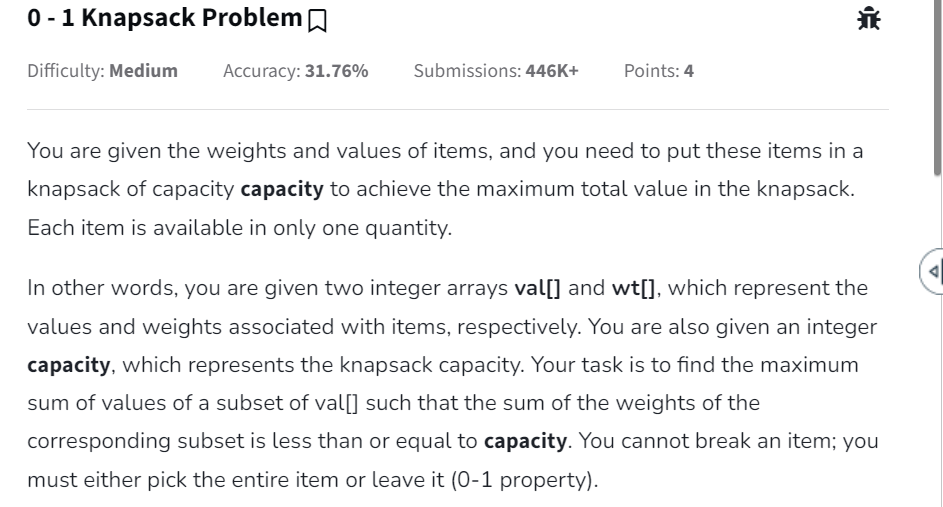 0 - 1 Knapsack Problem
Difficulty: Medium Accuracy: 31.76% Submissions: 446K+ Points: 4
You are given the weights and values of items, and you need to put these items in a
knapsack of capacity capacity to achieve the maximum total value in the knapsack.
Each item is available in only one quantity.
In other words, you are given two integer arrays val[] and wt[], which represent the
values and weights associated with items, respectively. You are also given an integer
capacity, which represents the knapsack capacity. Your task is to find the maximum
sum of values of a subset of val[] such that the sum of the weights of the
corresponding subset is less than or equal to capacity. You cannot break an item; you
must either pick the entire item or leave it (0-1 property).